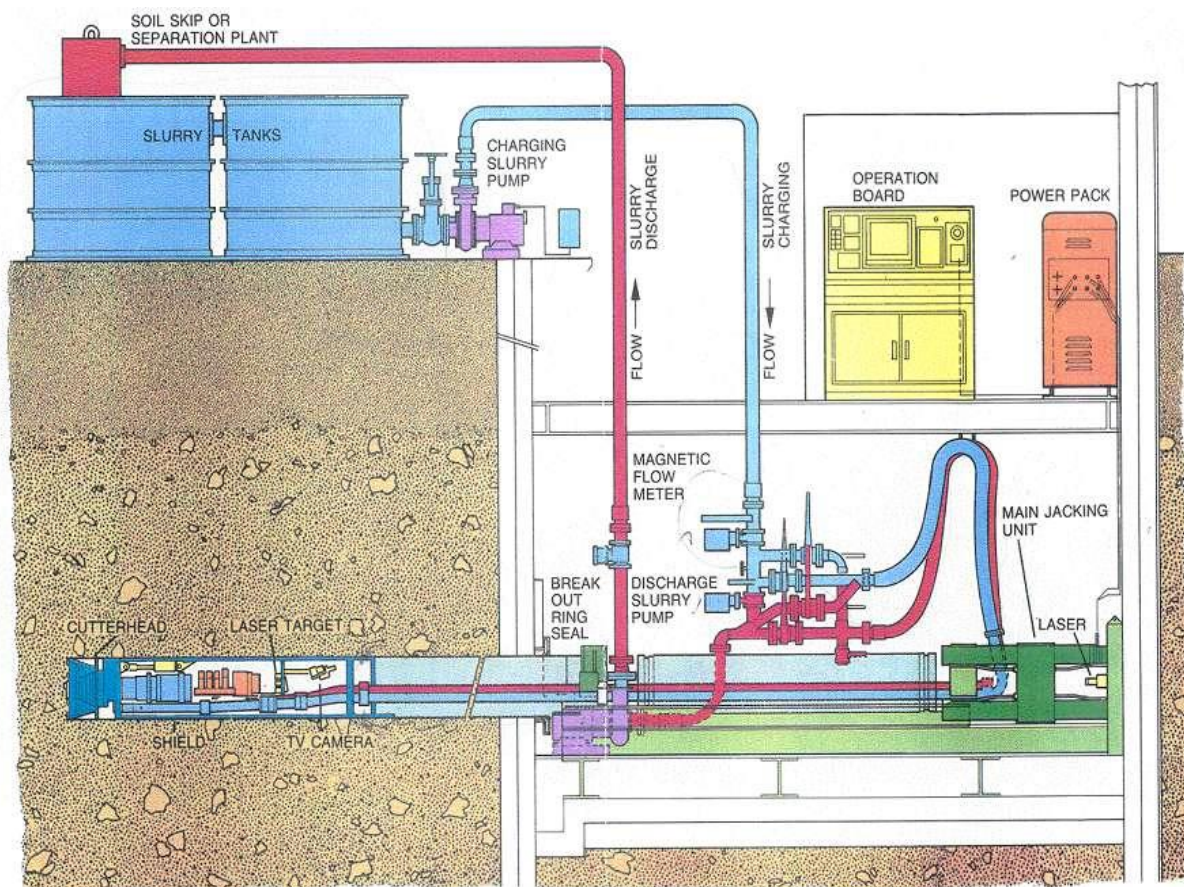 SOIL SKIP OR
SEPARATION PLANT
SLURRY TANKS
CHARGING
SLURRY
PUMP
SLURRY
DISCHARGE
FLOW
SLURRY
CHARGING
FLOW
OPERATION
BOARD
POWER PACK
MAGNETIC
FLOW
METER
MAIN JACKING
UNIT
BREAK
OUT
RING
SEAL
DISCHARGE
SLURRY
PUMP
LASER
CUTTERHEAD
LASER TARGET
SHIELD
TV CAMERA